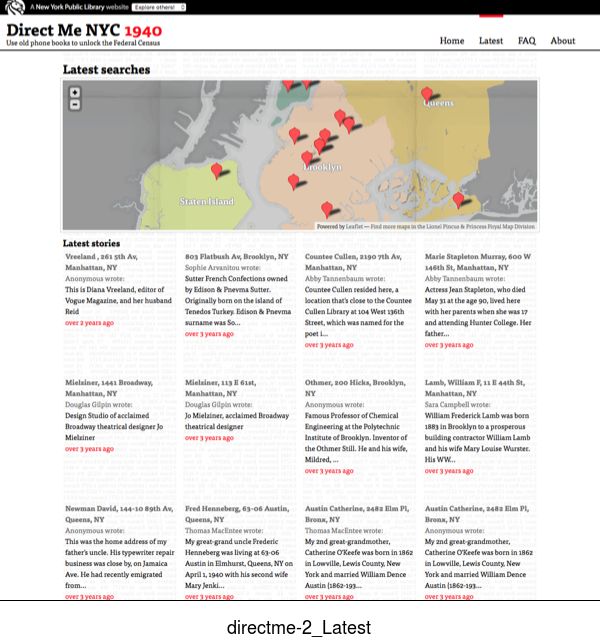 A New York Public Library website Explore others!
Direct Me NYC 1940
Use old phone books to unlock the Federal Census
Home Latest FAQ About
Latest searches
+
−
Queens
Brooklyn
Staten Island
Powered by Leaflet — Find more maps in the Lionel Pincus & Princess Firyal Map Division
Latest stories
Vreeland , 261 5th Av,
Manhattan, NY
Anonymous wrote:
This is Diana Vreeland, editor of
Vogue Magazine, and her husband
Reid
over 2 years ago
803 Flatbush Av, Brooklyn, NY
Sophie Arvanitou wrote:
Sutter French Confections owned
by Edison & Pnevma Sutter.
Originally born on the island of
Tenedos Turkey. Edison & Pnevma
surname was So...
over 3 years ago
Countee Cullen, 2190 7th Av,
Manhattan, NY
Abby Tannenbaum wrote:
Countee Cullen resided here, a
location that's close to the Countee
Cullen Library at 104 West 136th
Street, which was named for the
poet i...
over 3 years ago
Marie Stapleton Murray, 600 W
146th St, Manhattan, NY
Abby Tannenbaum wrote:
Actress Jean Stapleton, who died
May 31 at the age 90, lived here
with her parents when she was 17
and attending Hunter College. Her
father...
over 3 years ago
Mielziner, 1441 Broadway,
Manhattan, NY
Douglas Gilpin wrote:
Design Studio of acclaimed
Broadway theatrical designer Jo
Mielziner
over 3 years ago
Mielziner, 113 E 61st,
Manhattan, NY
Douglas Gilpin wrote:
Jo Mielziner, acclaimed Broadway
theatrical designer
over 3 years ago
Othmer, 200 Hicks, Brooklyn,
NY
Anonymous wrote:
Famous Professor of Chemical
Engineering at the Polytechnic
Institute of Brooklyn. Inventor of
the Othmer Still. He and his wife,
Mildred, ...
over 3 years ago
Lamb, William F, 11 E 44th St,
Manhattan, NY
Sara Campbell wrote:
William Frederick Lamb was born
1883 in Brooklyn to a prosperous
building contractor William Lamb
and his wife Mary Louise Wurster.
His WW...
over 3 years ago
Newman David, 144-10 89th Av,
Queens, NY
Anonymous wrote:
This was the home address of my
father's uncle. His typewriter repair
business was close by, on Jamaica
Ave. He had recently emigrated
from...
over 3 years ago
Fred Henneberg, 63-06 Austin,
Queens, NY
Thomas MacEntee wrote:
My great-grand uncle Frederic
Henneberg was living at 63-06
Austin in Elmhurst, Queens, NY on
April 1, 1940 with his second wife
Mary Jenki...
over 3 years ago
Austin Catherine, 2482 Elm Pl,
Bronx, NY
Thomas MacEntee wrote:
My 2nd great-grandmother,
Catherine O'Keefe was born in 1862
in Lowville, Lewis County, New
York and married William Dence
Austin (1862-193...
over 3 years ago
Austin Catherine, 2482 Elm Pl,
Bronx, NY
Anonymous wrote:
My 2nd great-grandmother,
Catherine O'Keefe was born in 1862
in Lowville, Lewis County, New
York and married William Dence
Austin (1862-193...
over 3 years ago
directme-2_Latest